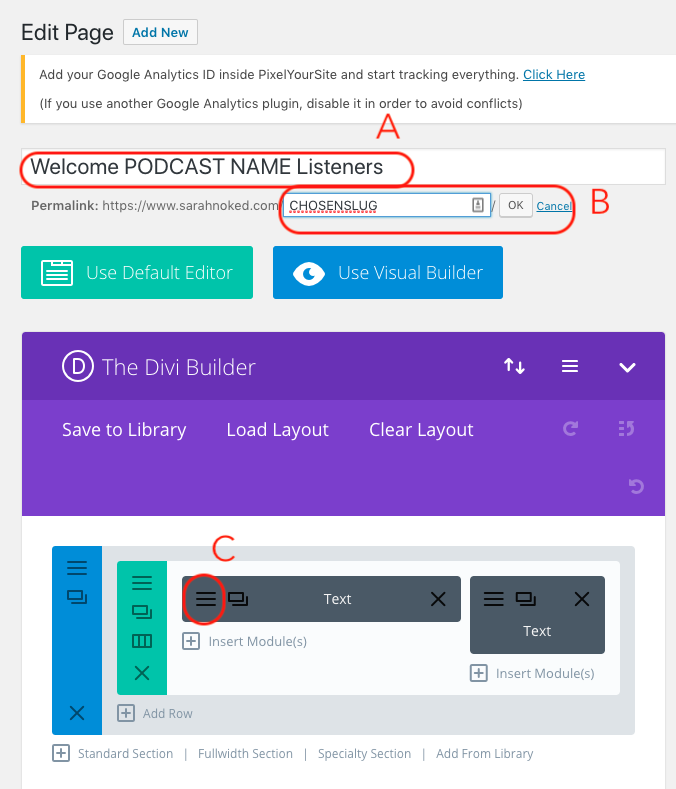 Edit Page Add New
Add your Google Analytics ID inside PixelYourSite and start tracking everything. Click Here
(If you use another Google Analytics plugin, disable it in order to avoid conflicts)
A
Welcome PODCAST NAME Listeners
Permalink: https://www.sarahnoked.com/ CHOSENSLUG / OK Cancel B
Use Default Editor Use Visual Builder
D The Divi Builder
Save to Library Load Layout Clear Layout
C
Text
Text
Insert Module(s)
Insert Module(s)
Add Row
Standard Section | Fullwidth Section | Specialty Section | Add From Library